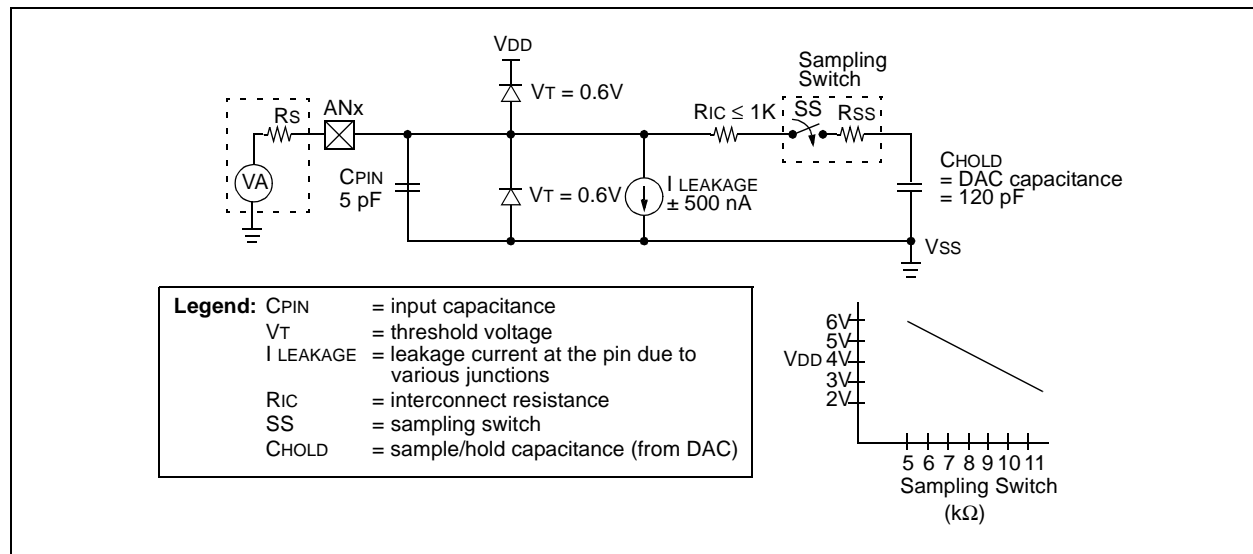 VDD
Sampling
Switch
VT = 0.6V
RS
ANx
RIC ≤ 1K
SS
RSS
VA
CPIN
5 pF
VT = 0.6V
I LEAKAGE
± 500 nA
CHOLD
= DAC capacitance
= 120 pF
VSS
Legend: CPIN = input capacitance
VT = threshold voltage
I LEAKAGE = leakage current at the pin due to
various junctions
RIC = interconnect resistance
SS = sampling switch
CHOLD = sample/hold capacitance (from DAC)
6V
5V
VDD 4V
3V
2V
5 6 7 8 9 10 11
Sampling Switch
(kΩ)